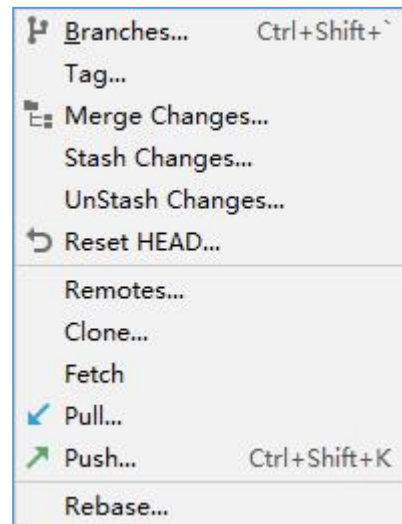 Branches... Ctrl+Shift+`
Tag...
Merge Changes...
Stash Changes...
UnStash Changes...
Reset HEAD...
Remotes...
Clone...
Fetch
Pull...
Push... Ctrl+Shift+K
Rebase...